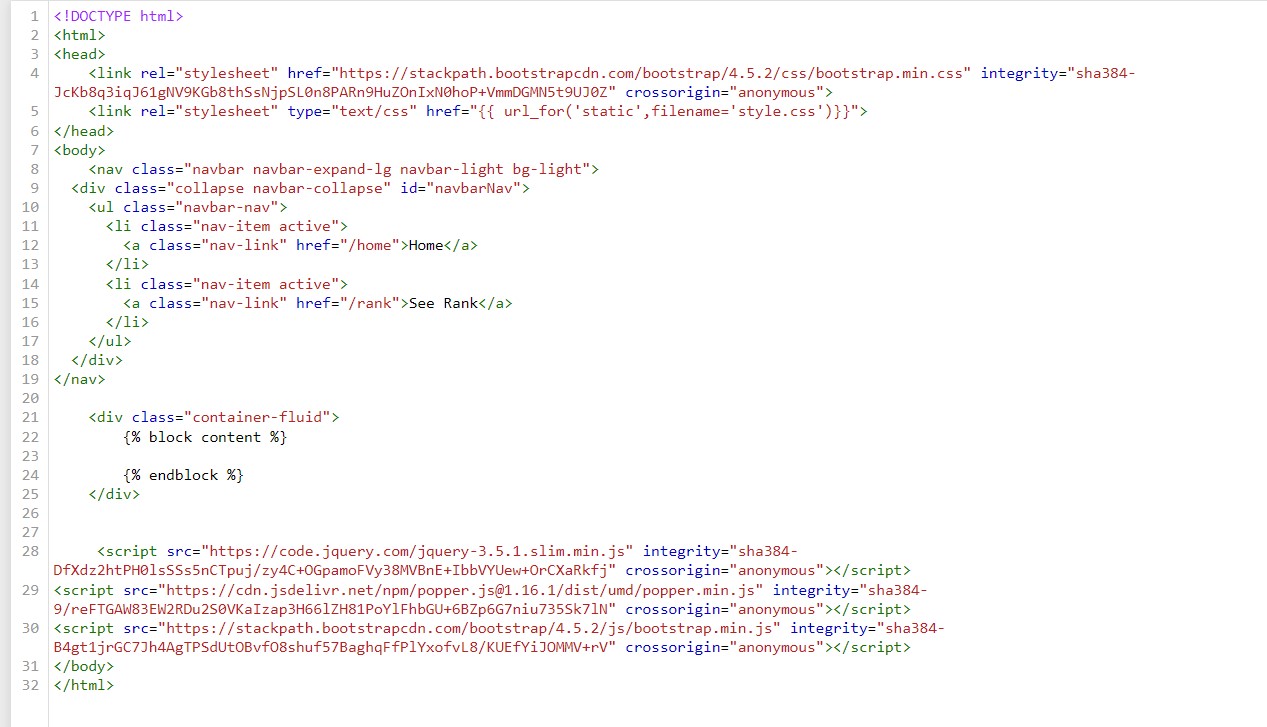 1 <!DOCTYPE html>
2 <html>
3 <head>
4     <link rel="stylesheet" href="https://stackpath.bootstrapcdn.com/bootstrap/4.5.2/css/bootstrap.min.css" integrity="sha384-
JcKb8q3iqJ61gNV9KGb8thSsNjpSL0n8PARn9HuZOnIxN0hoP+VmmDGMN5t9UJ0Z" crossorigin="anonymous">
5     <link rel="stylesheet" type="text/css" href="{{ url_for('static',filename='style.css')}}">
6 </head>
7 <body>
8     <nav class="navbar navbar-expand-lg navbar-light bg-light">
9   <div class="collapse navbar-collapse" id="navbarNav">
10     <ul class="navbar-nav">
11       <li class="nav-item active">
12         <a class="nav-link" href="/home">Home</a>
13       </li>
14       <li class="nav-item active">
15         <a class="nav-link" href="/rank">See Rank</a>
16       </li>
17     </ul>
18   </div>
19 </nav>
20
21     <div class="container-fluid">
22         {% block content %}
23
24         {% endblock %}
25     </div>
26
27
28      <script src="https://code.jquery.com/jquery-3.5.1.slim.min.js" integrity="sha384-
DfXdz2htPH0lsSSs5nCTpuj/zy4C+OGpamoFVy38MVBnE+IbbVYUew+OrCXaRkfj" crossorigin="anonymous"></script>
29 <script src="https://cdn.jsdelivr.net/npm/popper.js@1.16.1/dist/umd/popper.min.js" integrity="sha384-
9/reFTGAW83EW2RDu2S0VKaIzap3H66lZH81PoYlFhbGU+6BZp6G7niu735Sk7lN" crossorigin="anonymous"></script>
30 <script src="https://stackpath.bootstrapcdn.com/bootstrap/4.5.2/js/bootstrap.min.js" integrity="sha384-
B4gt1jrGC7Jh4AgTPSdUtOBvfO8shuf57BaghqFfPlYxofvL8/KUEfYiJOMMV+rV" crossorigin="anonymous"></script>
31 </body>
32 </html>